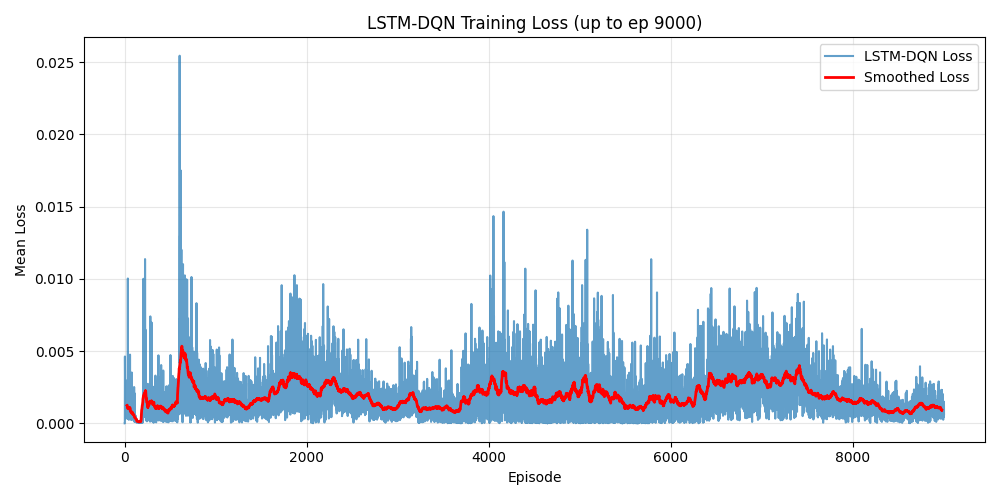 LSTM-DQN Training Loss (up to ep 9000)
LSTM-DQN Loss
Smoothed Loss
Mean Loss
0.025
0.020
0.015
0.010
0.005
0.000
0 2000 4000 6000 8000
Episode